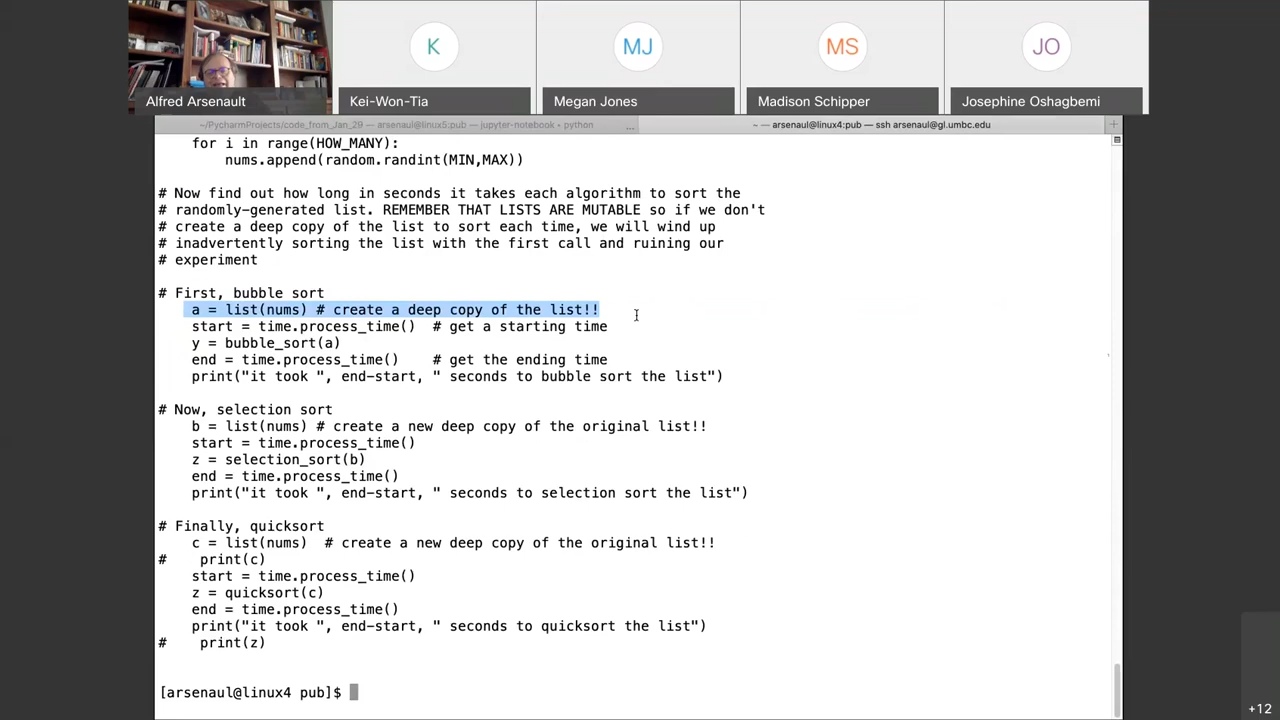 K
MJ
MS
JO
Alfred Arsenault
Kei-Won-Tia
Megan Jones
Madison Schipper
Josephine Oshagbemi
~/PycharmProjects/code_from_Jan_29 — arsenaul@linux5:pub — jupyter-notebook • python
...
~ — arsenaul@linux4:pub — ssh arsenaul@gl.umbc.edu
+
for i in range(HOW_MANY):
nums.append(random.randint(MIN,MAX))
# Now find out how long in seconds it takes each algorithm to sort the
# randomly-generated list. REMEMBER THAT LISTS ARE MUTABLE so if we don't
# create a deep copy of the list to sort each time, we will wind up
# inadvertently sorting the list with the first call and ruining our
# experiment
# First, bubble sort
a = list(nums) # create a deep copy of the list!!
start = time.process_time()  # get a starting time
y = bubble_sort(a)
end = time.process_time()    # get the ending time
print("it took ", end-start, " seconds to bubble sort the list")
# Now, selection sort
b = list(nums) # create a new deep copy of the original list!!
start = time.process_time()
z = selection_sort(b)
end = time.process_time()
print("it took ", end-start, " seconds to selection sort the list")
# Finally, quicksort
c = list(nums)  # create a new deep copy of the original list!!
#    print(c)
start = time.process_time()
z = quicksort(c)
end = time.process_time()
print("it took ", end-start, " seconds to quicksort the list")
#    print(z)
[arsenaul@linux4 pub]$
+12